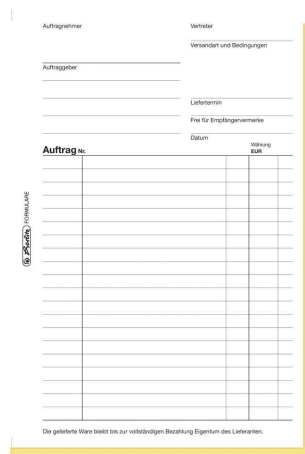 Auftragnehmer
Vertreter
Versandart und Bedingungen
Auftraggeber
Liefertermin
Frei für Empfängervermerke
Datum
Auftrag Nr.
Währung
EUR
FORMULARE
Die gelieferte Ware bleibt bis zur vollständigen Bezahlung Eigentum des Lieferanten.